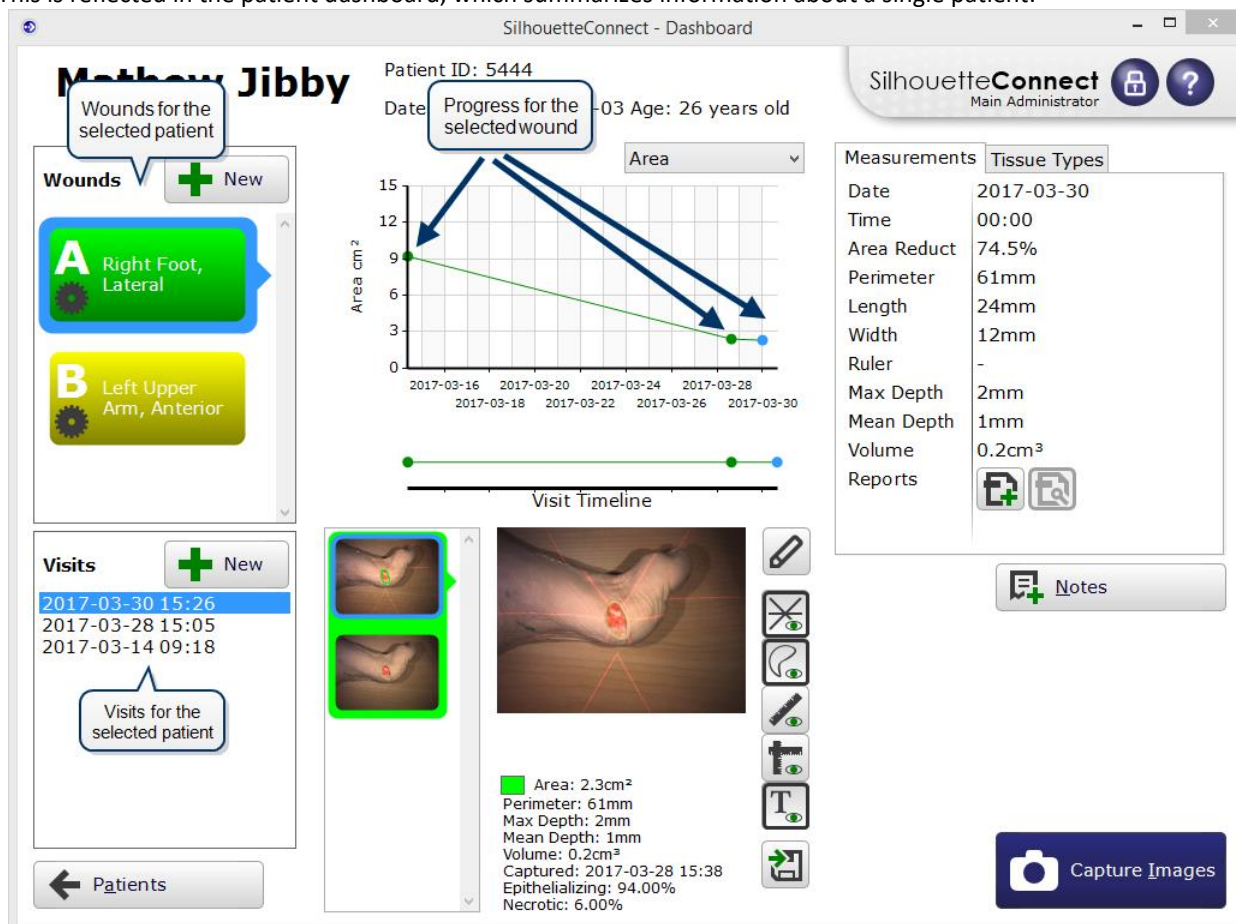 This is reflected in the patient dashboard, which summarizes information about a single patient.
SilhouetteConnect - Dashboard
Mathew Jibby
Patient ID: 5444
Date
-03 Age: 26 years old
SilhouetteConnect
Main Administrator
?
Wounds for the
selected patient
Progress for the
selected wound
Wounds
New
A
Right Foot,
Lateral
B
Left Upper
Arm, Anterior
Area
Area cm²
15
12
9
6
3
0
2017-03-16 2017-03-20 2017-03-24 2017-03-28
2017-03-18 2017-03-22 2017-03-26 2017-03-30
Visit Timeline
Measurements Tissue Types
Date 2017-03-30
Time 00:00
Area Reduct 74.5%
Perimeter 61mm
Length 24mm
Width 12mm
Ruler -
Max Depth 2mm
Mean Depth 1mm
Volume 0.2cm³
Reports
Notes
Visits
New
2017-03-30 15:26
2017-03-28 15:05
2017-03-14 09:18
Visits for the
selected patient
T
Area: 2.3cm²
Perimeter: 61mm
Max Depth: 2mm
Mean Depth: 1mm
Volume: 0.2cm³
Captured: 2017-03-28 15:38
Epithelializing: 94.00%
Necrotic: 6.00%
Patients
Capture Images